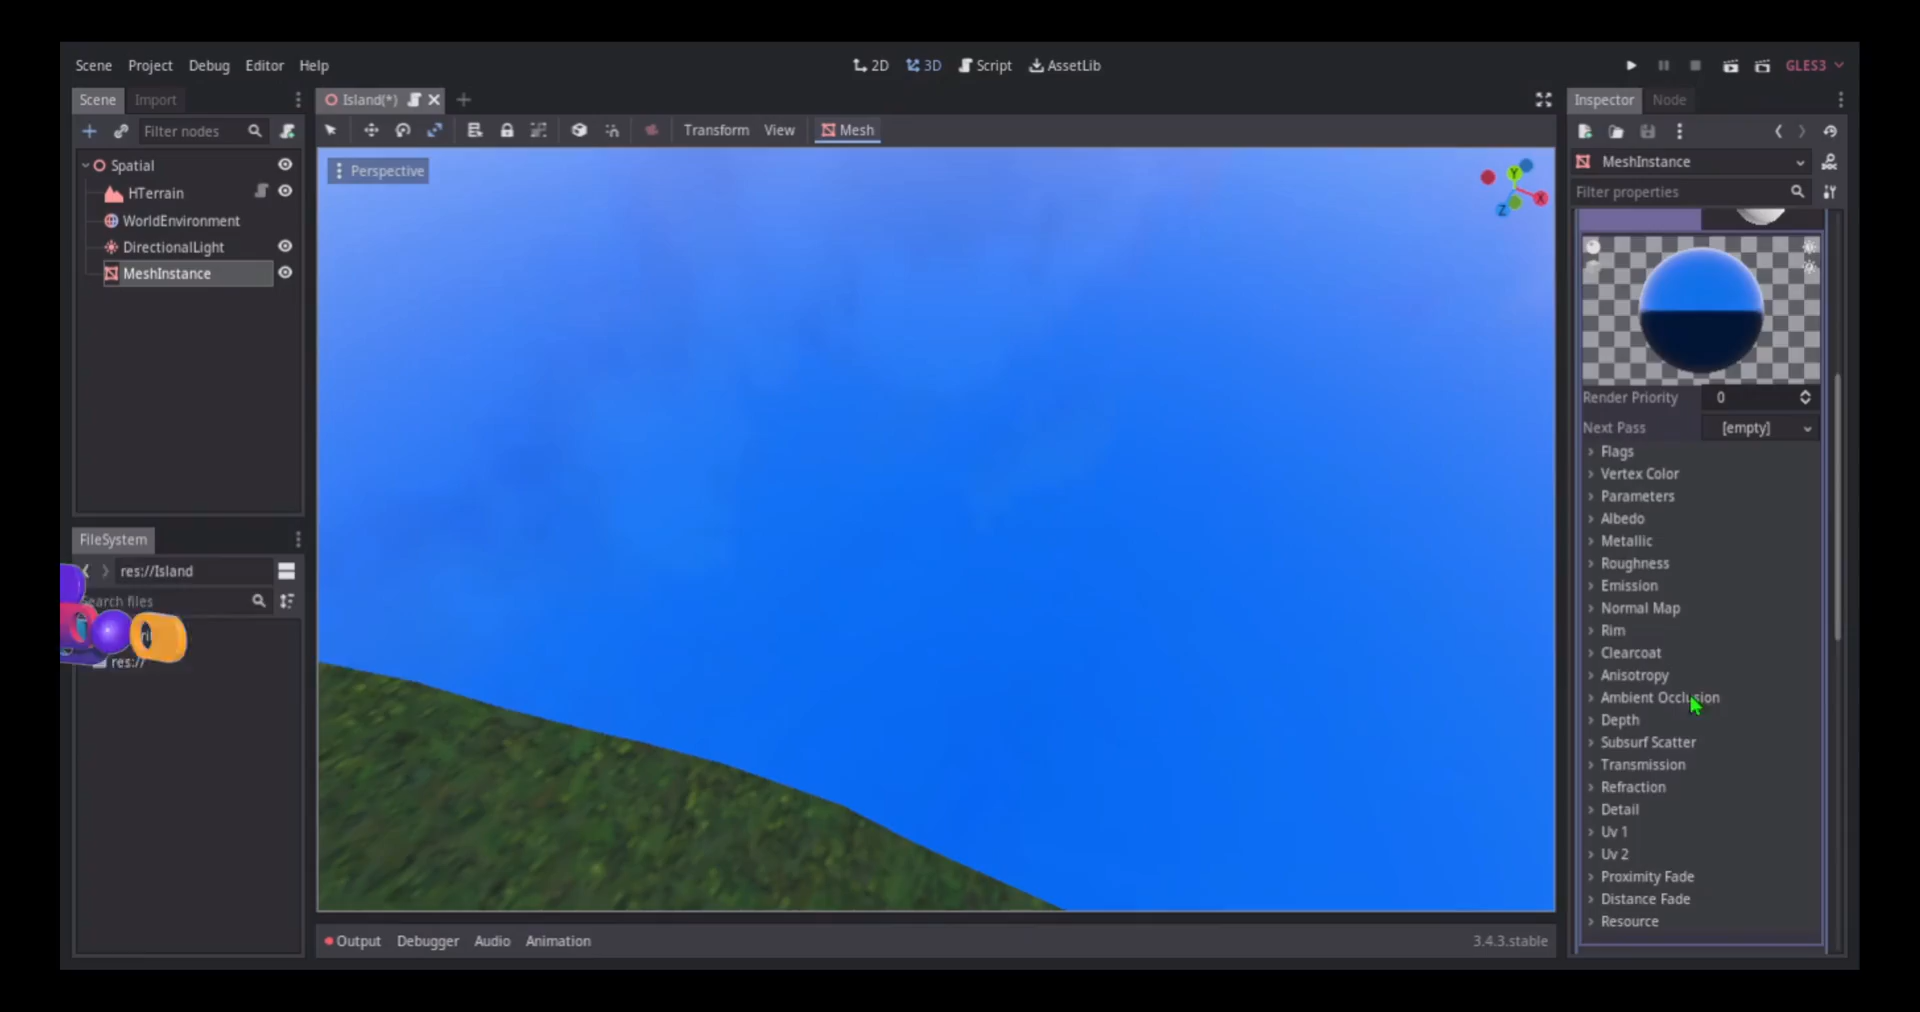 Scene Project Debug Editor Help
2D 3D Script AssetLib
GLES3
Scene Import
Island(*)
Inspector Node
Filter nodes
Transform View Mesh
Spatial
HTerrain
WorldEnvironment
DirectionalLight
MeshInstance
Perspective
Y
X
Z
MeshInstance
Filter properties
Render Priority 0
Next Pass [empty]
Flags
Vertex Color
Parameters
Albedo
Metallic
Roughness
Emission
Normal Map
Rim
Clearcoat
Anisotropy
Ambient Occlusion
Depth
Subsurf Scatter
Transmission
Refraction
Detail
Uv 1
Uv 2
Proximity Fade
Distance Fade
Resource
FileSystem
res://Island
Search files
res://
Output Debugger Audio Animation
3.4.3.stable